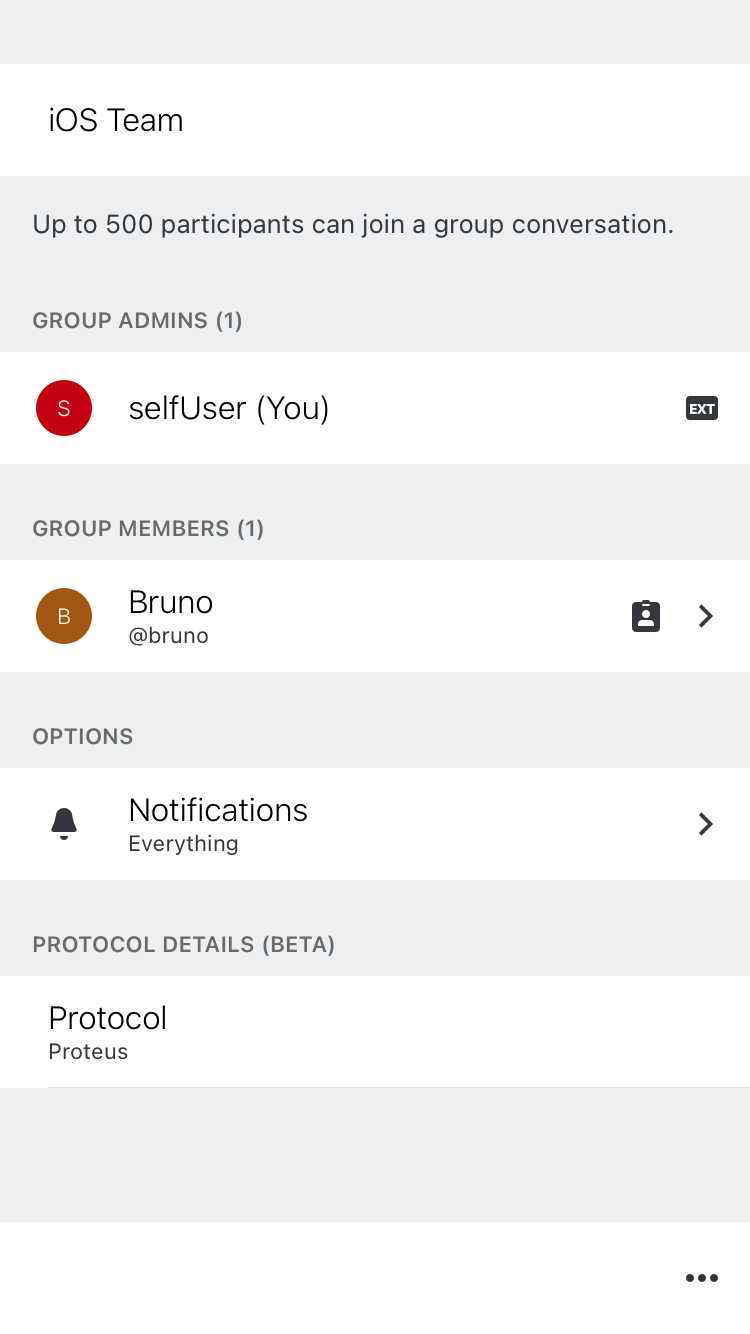 iOS Team
Up to 500 participants can join a group conversation.
GROUP ADMINS (1)
S
selfUser (You)
EXT
GROUP MEMBERS (1)
B
Bruno
@bruno
OPTIONS
Notifications
Everything
PROTOCOL DETAILS (BETA)
Protocol
Proteus